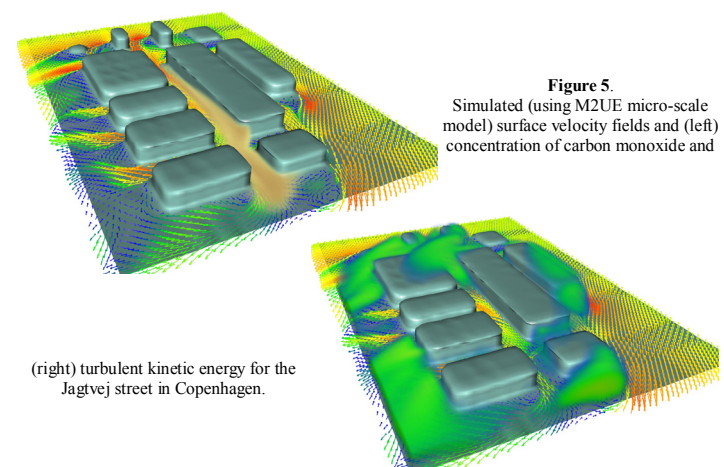 Figure 5.
Simulated (using M2UE micro-scale
model) surface velocity fields and (left)
concentration of carbon monoxide and
(right) turbulent kinetic energy for the
Jagtvej street in Copenhagen.